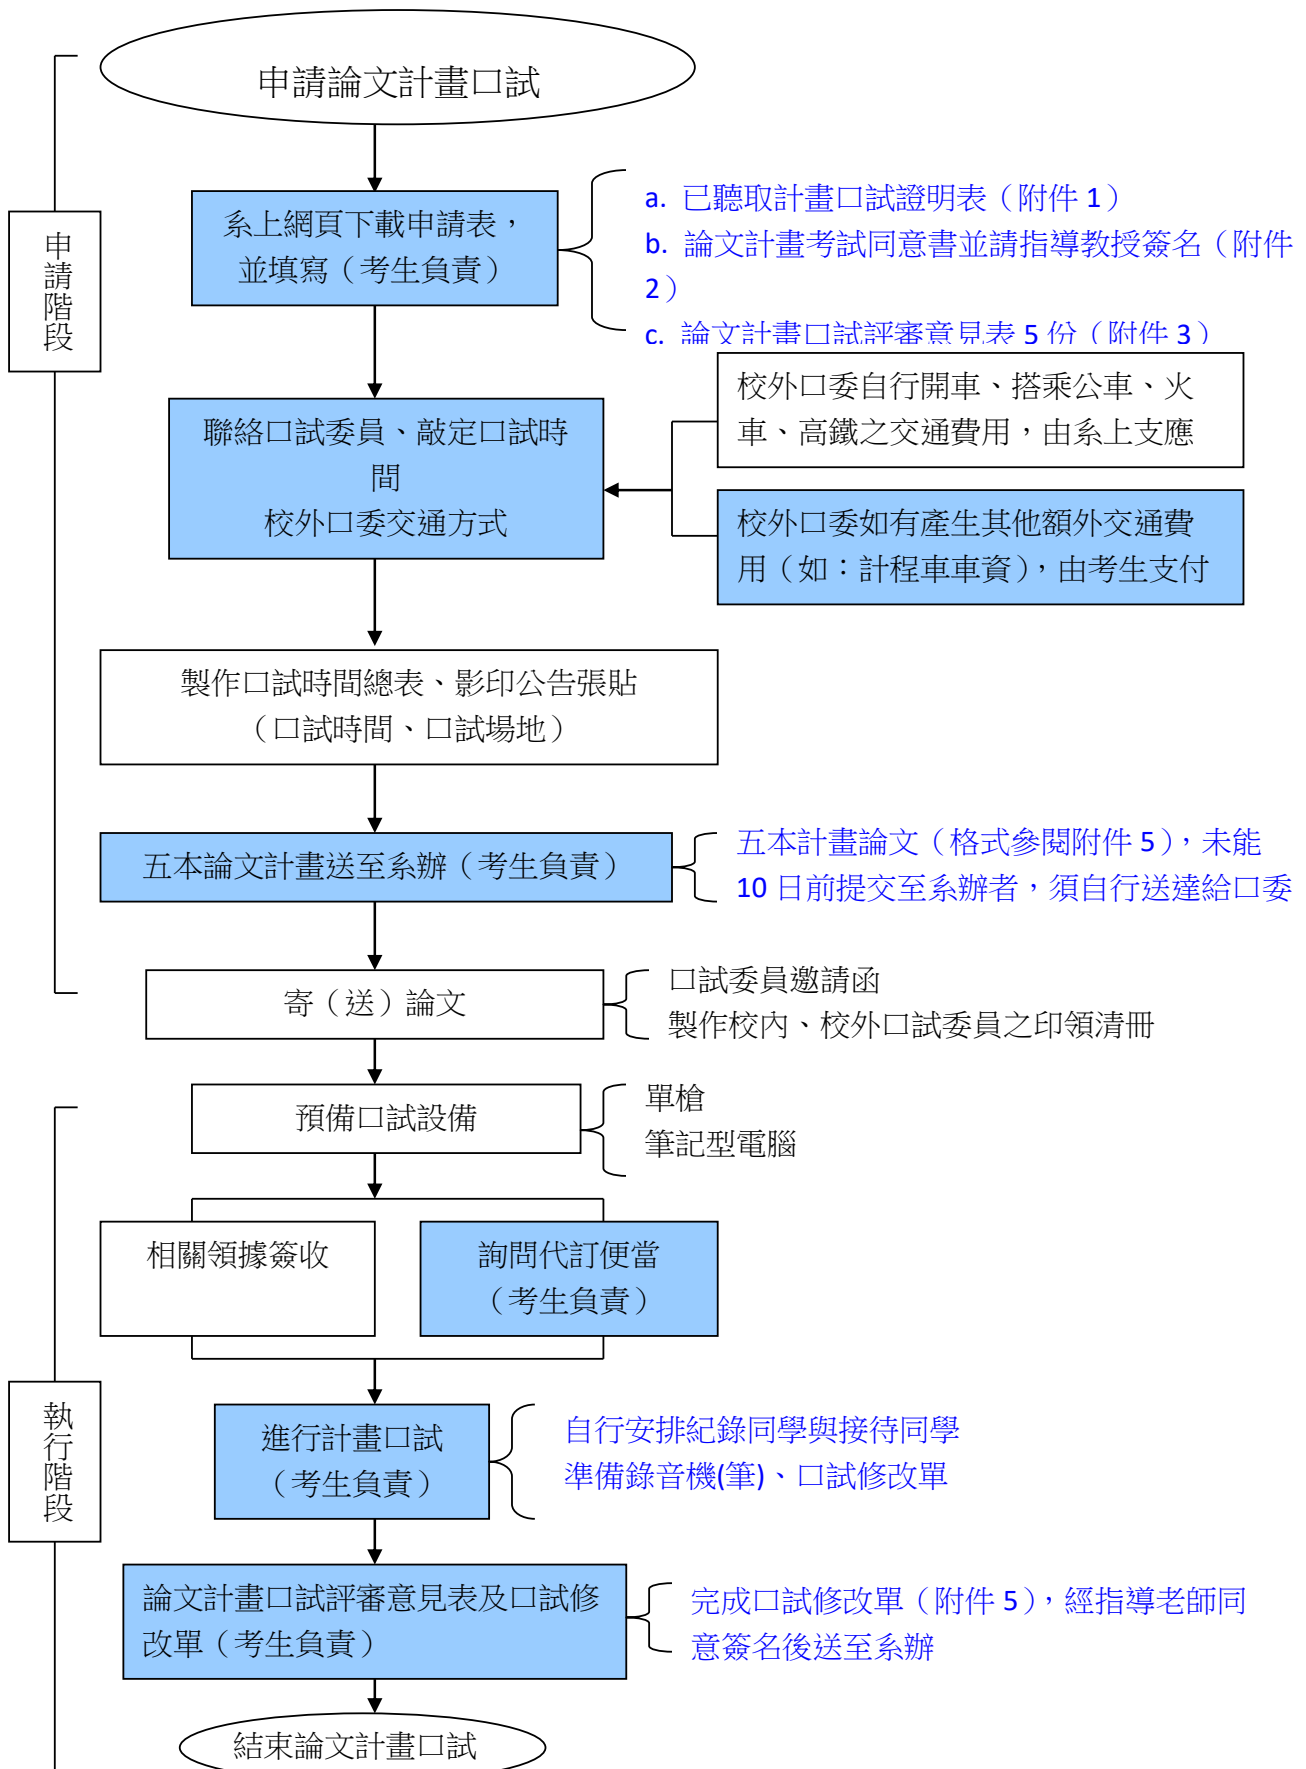 申請論文計畫口試
申請階段
系上網頁下載申請表，
並填寫（考生負責）
a. 已聽取計畫口試證明表（附件 1）
b. 論文計畫考試同意書並請指導教授簽名（附件
2）
c. 論文計畫口試評審意見表 5 份（附件 3）
聯絡口試委員、敲定口試時
間
校外口委交通方式
校外口委自行開車、搭乘公車、火
車、高鐵之交通費用，由系上支應
校外口委如有產生其他額外交通費
用（如：計程車車資），由考生支付
製作口試時間總表、影印公告張貼
（口試時間、口試場地）
五本論文計畫送至系辦（考生負責）
五本計畫論文（格式參閱附件 5），未能
10 日前提交至系辦者，須自行送達給口委
寄（送）論文
口試委員邀請函
製作校內、校外口試委員之印領清冊
執行階段
預備口試設備
單槍
筆記型電腦
相關領據簽收
詢問代訂便當
（考生負責）
進行計畫口試
（考生負責）
自行安排紀錄同學與接待同學
準備錄音機(筆)、口試修改單
論文計畫口試評審意見表及口試修
改單（考生負責）
完成口試修改單（附件 5），經指導老師同
意簽名後送至系辦
結束論文計畫口試